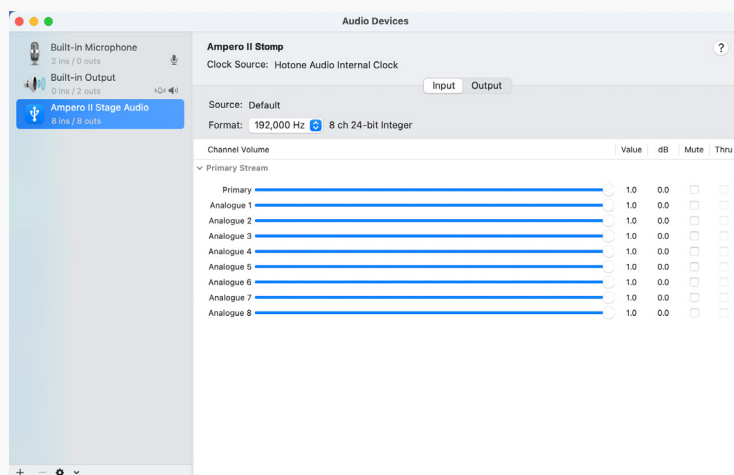 Audio Devices
Built-in Microphone
2 ins / 0 outs
Built-in Output
0 ins / 2 outs
Ampero II Stage Audio
8 ins / 8 outs
Ampero II Stomp
?
Clock Source: Hotone Audio Internal Clock
Input Output
Source: Default
Format: 192,000 Hz 8 ch 24-bit Integer
Channel Volume Value dB Mute Thru
Primary Stream
Primary 1.0 0.0
Analogue 1 1.0 0.0
Analogue 2 1.0 0.0
Analogue 3 1.0 0.0
Analogue 4 1.0 0.0
Analogue 5 1.0 0.0
Analogue 6 1.0 0.0
Analogue 7 1.0 0.0
Analogue 8 1.0 0.0